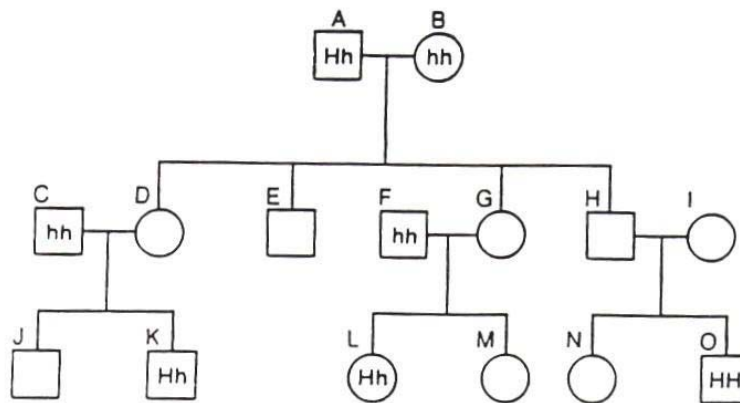 A B
Hh hh
C D E F G H I
hh hh
J K L M N O
Hh Hh HH